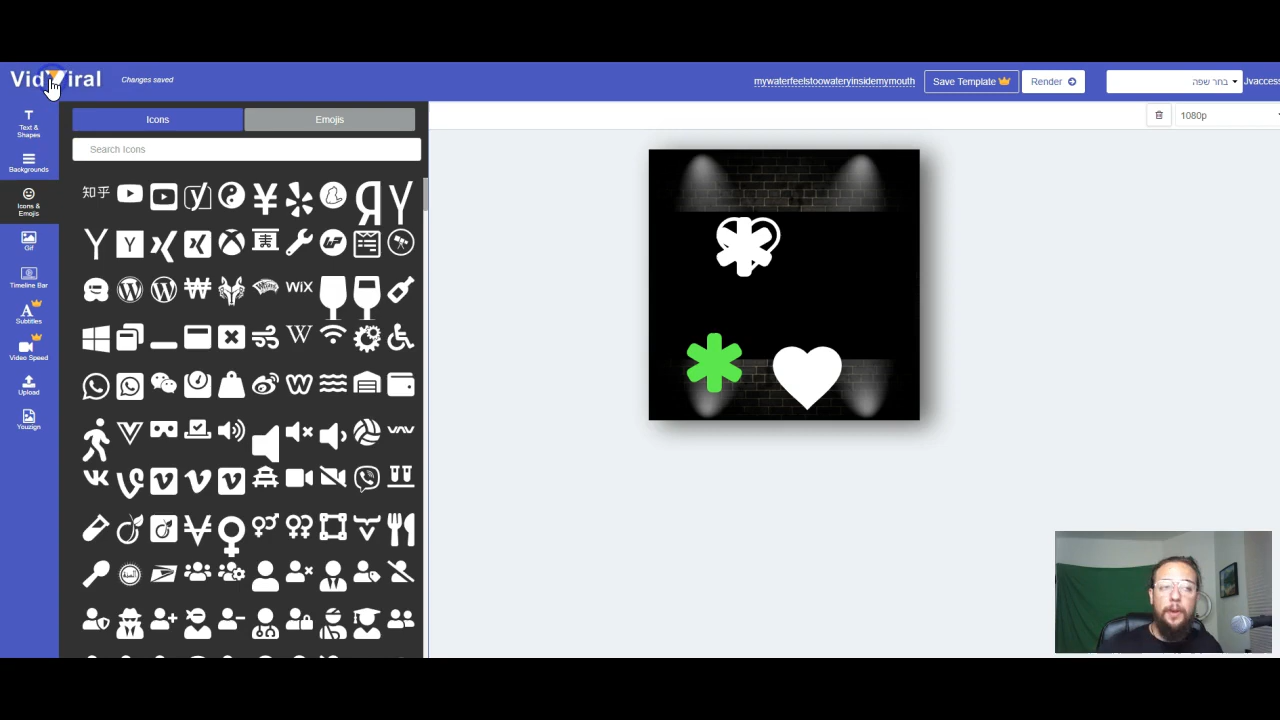 VidViral
Changes saved
mywaterfeelstoowateryinsidemymouth
Save Template
Render
בחר שפה
Jvaccess
Text &
Shapes
Backgrounds
Icons &
Emojis
Gif
Timeline Bar
Subtitles
Video Speed
Upload
Youzign
Icons
Emojis
Search Icons
1080p
知乎
WiX